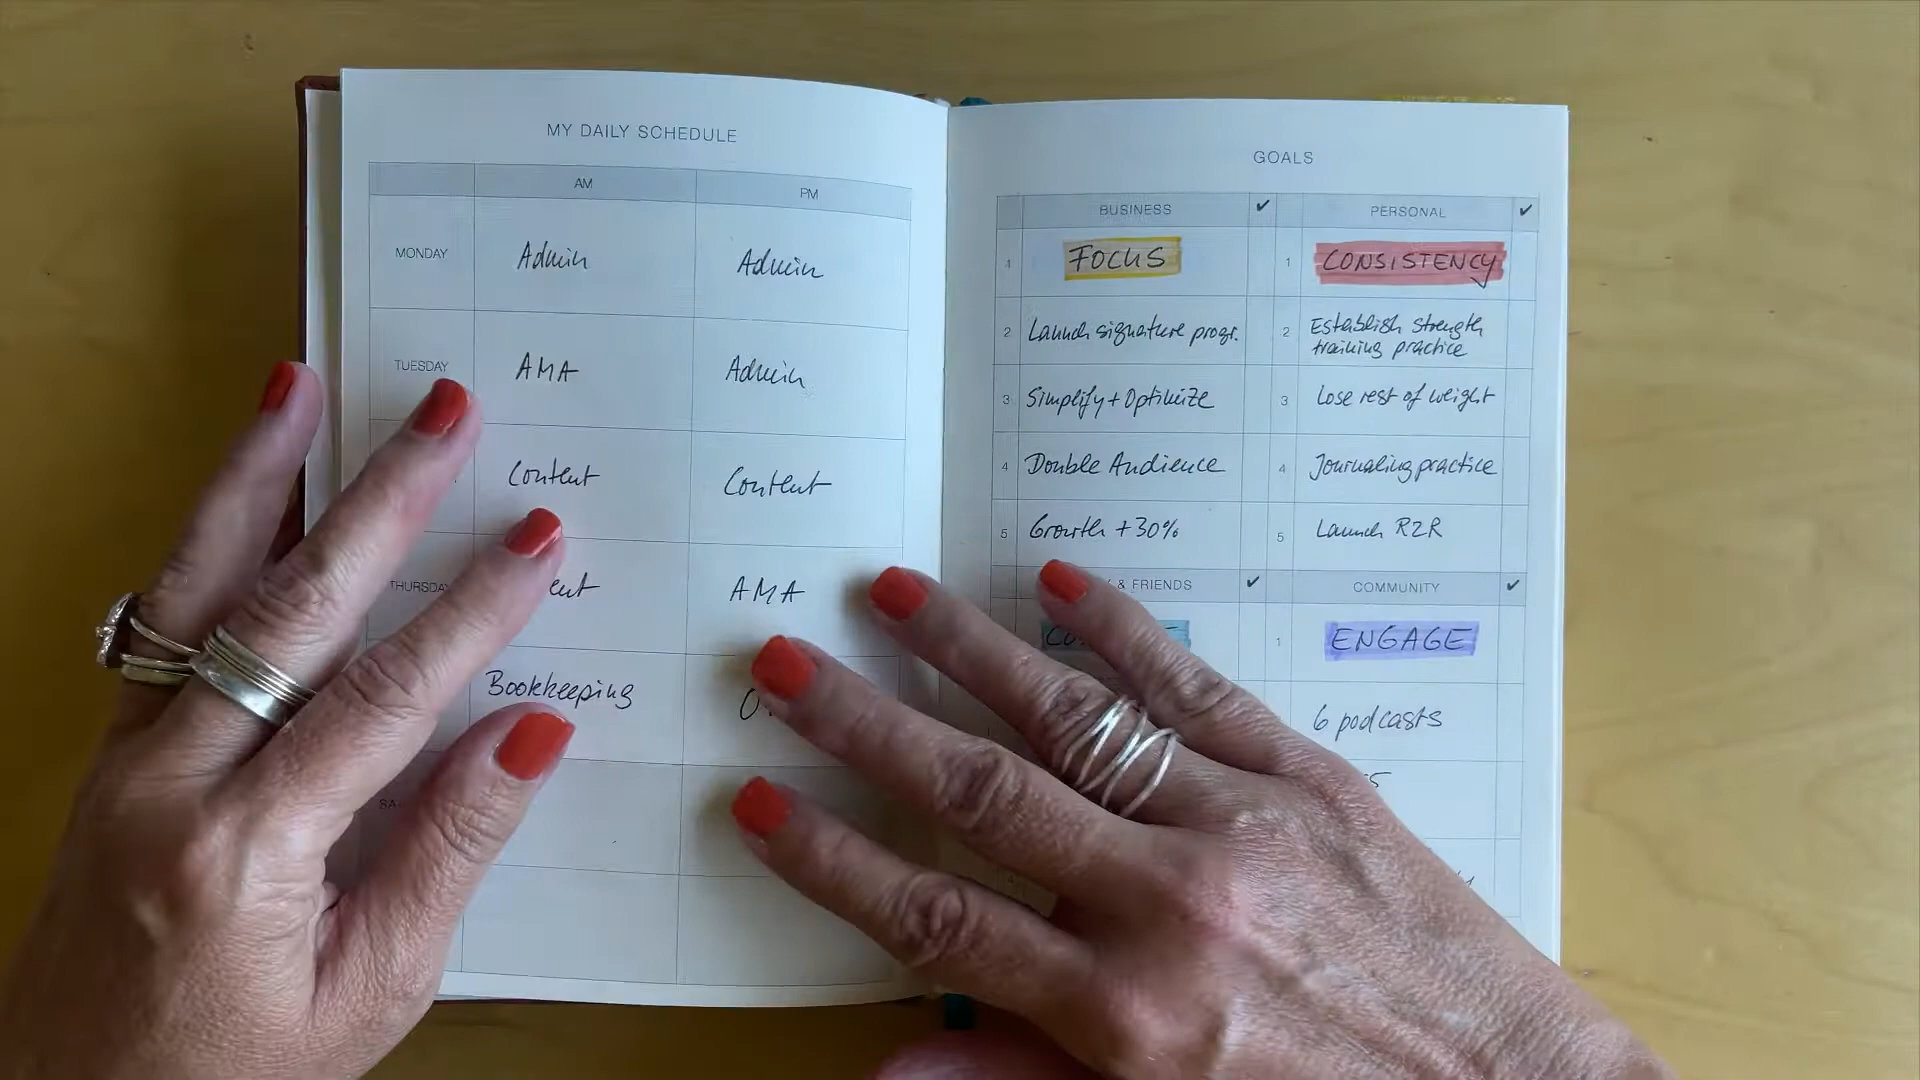 MY DAILY SCHEDULE
AM PM
MONDAY Admin Admin
TUESDAY AMA Admin
Content Content
THURSDAY AMA
Bookkeeping
GOALS
BUSINESS ✔ PERSONAL ✔
1 FOCUS 1 CONSISTENCY
2 Launch signature progr. 2 Establish strength
training practice
3 Simplify + Optimize 3 Lose rest of weight
4 Double Audience 4 Journaling practice
5 Growth +30% 5 Launch R2R
& FRIENDS ✔ COMMUNITY ✔
1 ENGAGE
6 podcasts